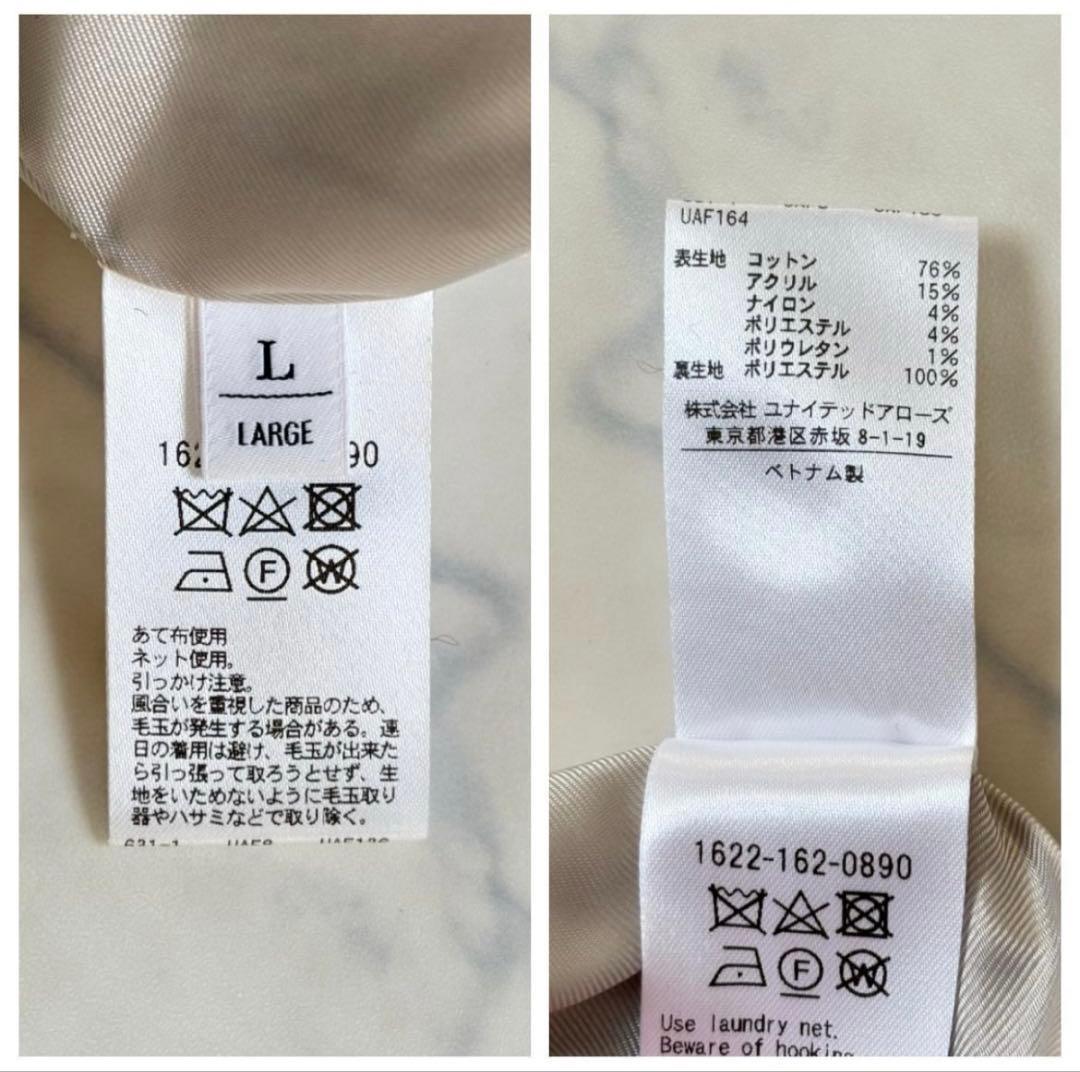 L
LARGE
90
F
W
あて布使用
ネット使用。
引っかけ注意。
風合いを重視した商品のため、
毛玉が発生する場合がある。連
日の着用は避け、毛玉が出来た
ら引っ張って取ろうとせず、生
地をいためないように毛玉取り
器やハサミなどで取り除く。
UAF164
表生地 コットン 76%
アクリル 15%
ナイロン 4%
ポリエステル 4%
ポリウレタン 1%
裏生地 ポリエステル 100%
株式会社 ユナイテッドアローズ
東京都港区赤坂 8-1-19
ベトナム製
1622-162-0890
F
W
Use laundry net.
Beware of hooking